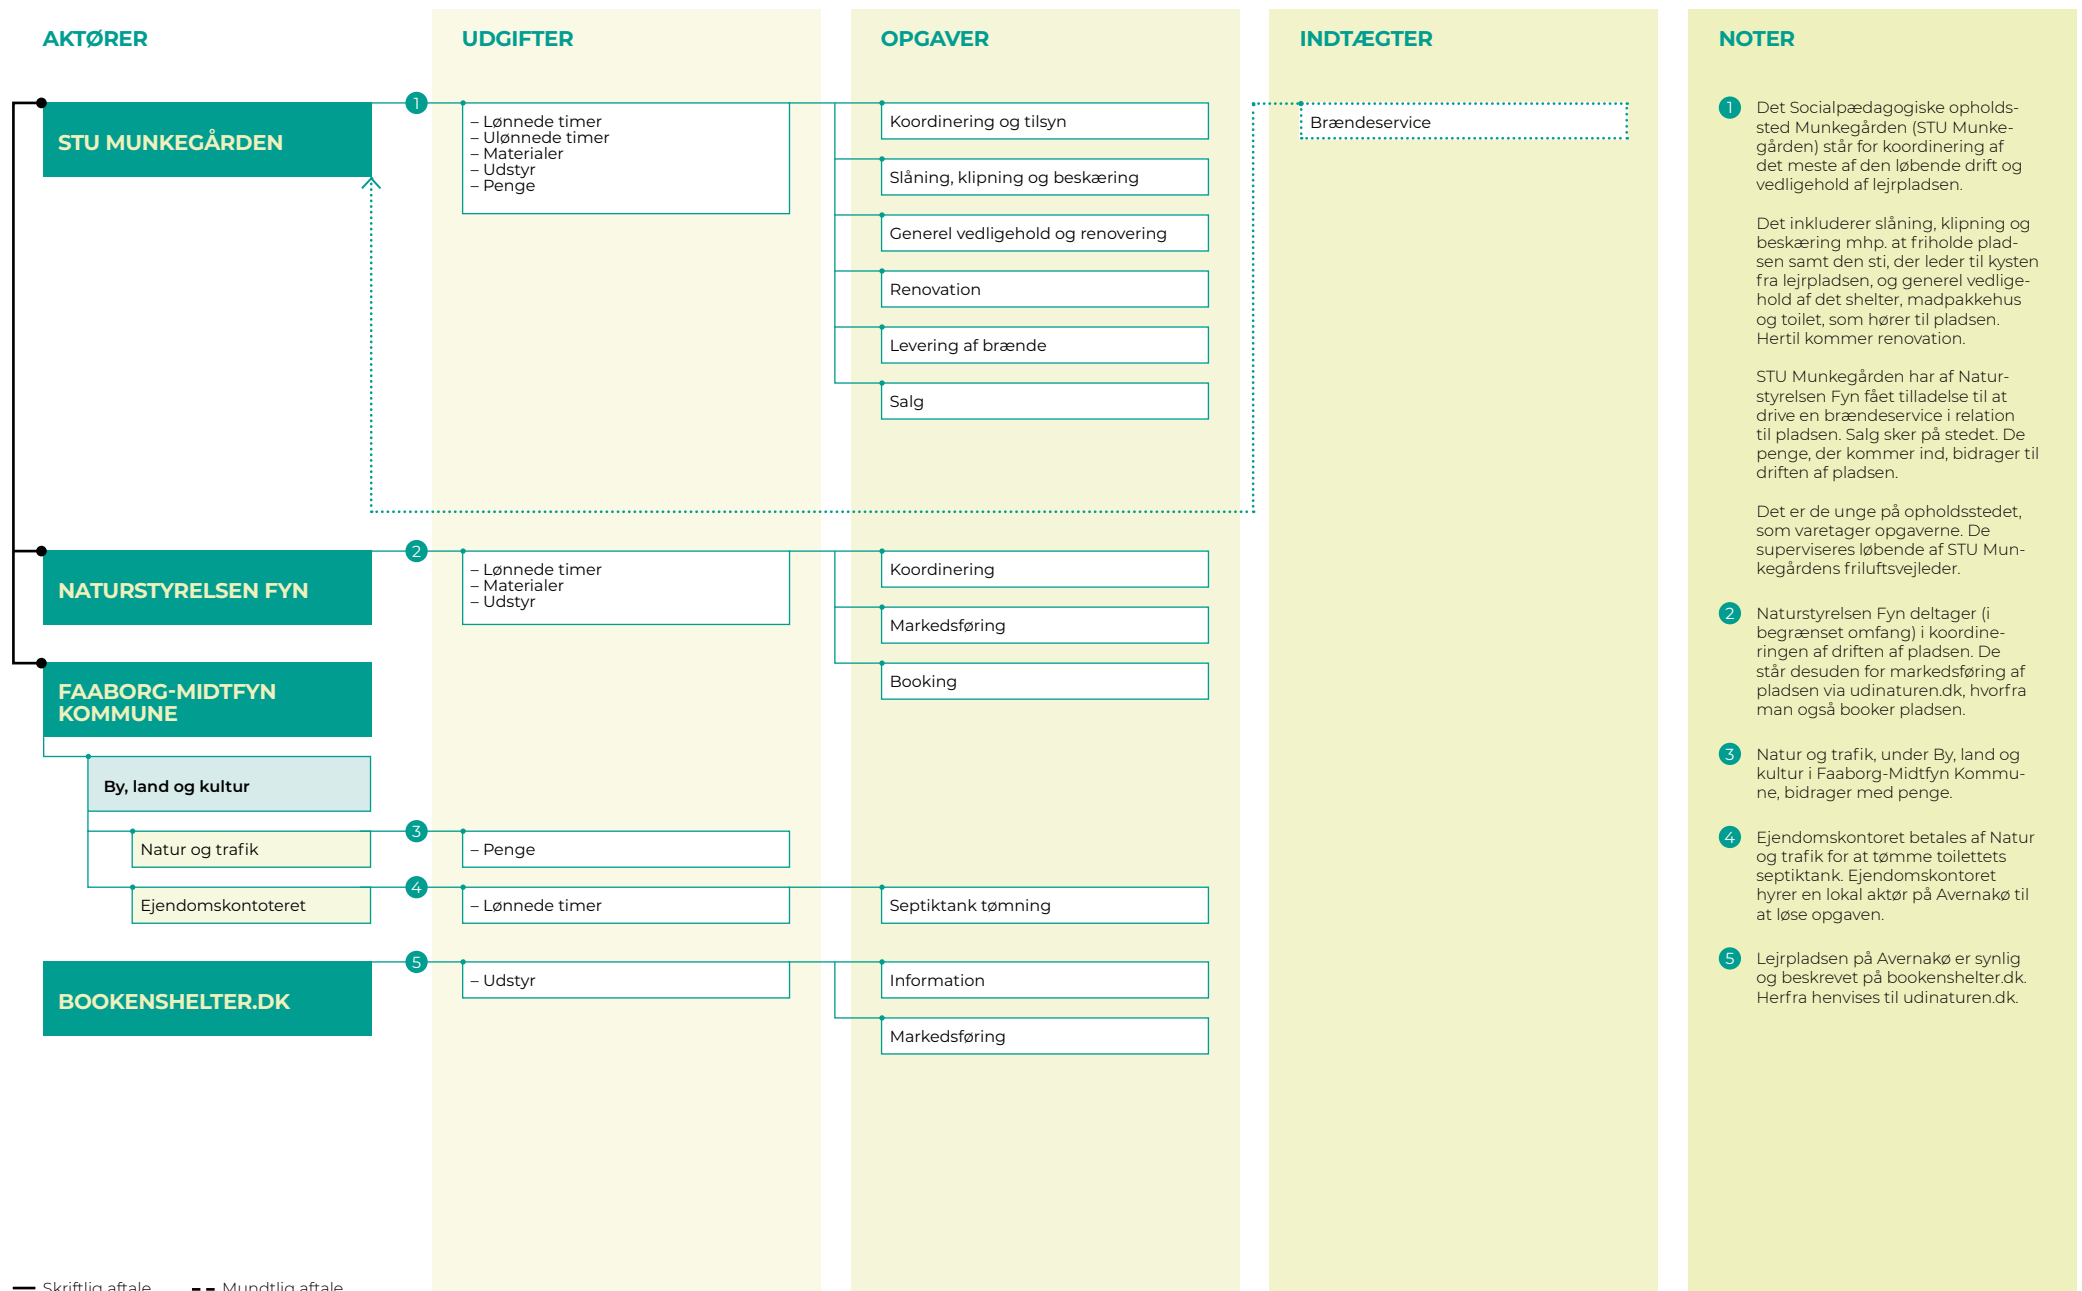 AKTØRER
UDGIFTER
OPGAVER
INDTÆGTER
NOTER
STU MUNKEGÅRDEN
1
– Lønnede timer
– Ulønnede timer
– Materialer
– Udstyr
– Penge
Koordinering og tilsyn
Slåning, klipning og beskæring
Generel vedligehold og renovering
Renovation
Levering af brænde
Salg
Brændeservice
NATURSTYRELSEN FYN
2
– Lønnede timer
– Materialer
– Udstyr
Koordinering
Markedsføring
Booking
FAABORG-MIDTFYN
KOMMUNE
By, land og kultur
Natur og trafik
3
– Penge
Ejendomskontoteret
4
– Lønnede timer
Septiktank tømning
BOOKENSHELTER.DK
5
– Udstyr
Information
Markedsføring
1 Det Socialpædagogiske opholds-
sted Munkegården (STU Munke-
gården) står for koordinering af
det meste af den løbende drift og
vedligehold af lejrpladsen.
Det inkluderer slåning, klipning og
beskæring mhp. at friholde plad-
sen samt den sti, der leder til kysten
fra lejrpladsen, og generel vedlige-
hold af det shelter, madpakkehus
og toilet, som hører til pladsen.
Hertil kommer renovation.
STU Munkegården har af Natur-
styrelsen Fyn fået tilladelse til at
drive en brændeservice i relation
til pladsen. Salg sker på stedet. De
penge, der kommer ind, bidrager til
driften af pladsen.
Det er de unge på opholdsstedet,
som varetager opgaverne. De
superviseres løbende af STU Mun-
kegårdens friluftsvejleder.
2 Naturstyrelsen Fyn deltager (i
begrænset omfang) i koordine-
ringen af driften af pladsen. De
står desuden for markedsføring af
pladsen via udinaturen.dk, hvorfra
man også booker pladsen.
3 Natur og trafik, under By, land og
kultur i Faaborg-Midtfyn Kommu-
ne, bidrager med penge.
4 Ejendomskontoret betales af Natur
og trafik for at tømme toilettets
septiktank. Ejendomskontoret
hyrer en lokal aktør på Avernakø til
at løse opgaven.
5 Lejrpladsen på Avernakø er synlig
og beskrevet på bookenshelter.dk.
Herfra henvises til udinaturen.dk.
Skriftlig aftale
Mundtlig aftale